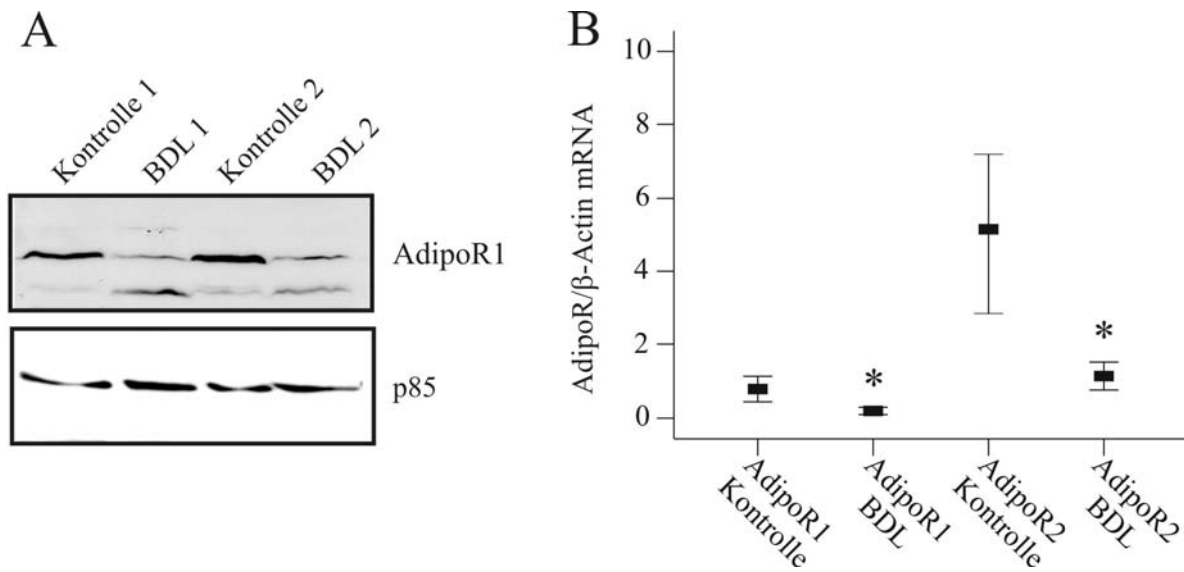 A
Kontrolle 1
BDL 1
Kontrolle 2
BDL 2
AdipoR1
p85
B
AdipoR/β-Actin mRNA
10
8
6
4
2
0
*
*
AdipoR1
Kontrolle
AdipoR1
BDL
AdipoR2
Kontrolle
AdipoR2
BDL